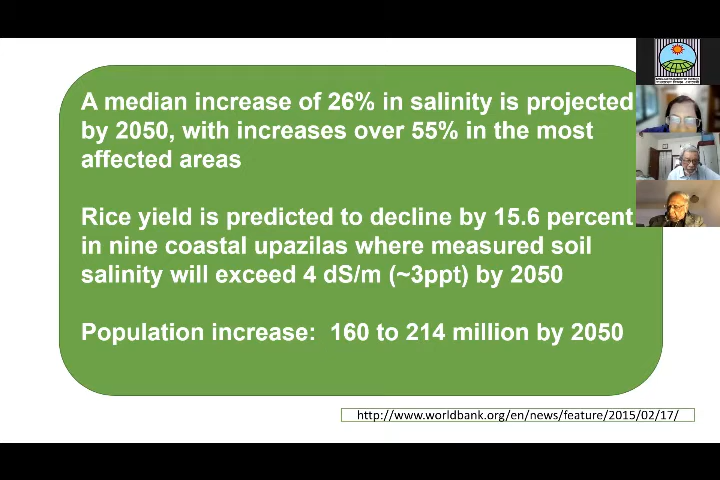 A median increase of 26% in salinity is projected
by 2050, with increases over 55% in the most
affected areas
Rice yield is predicted to decline by 15.6 percent
in nine coastal upazilas where measured soil
salinity will exceed 4 dS/m (~3ppt) by 2050
Population increase: 160 to 214 million by 2050
http://www.worldbank.org/en/news/feature/2015/02/17/